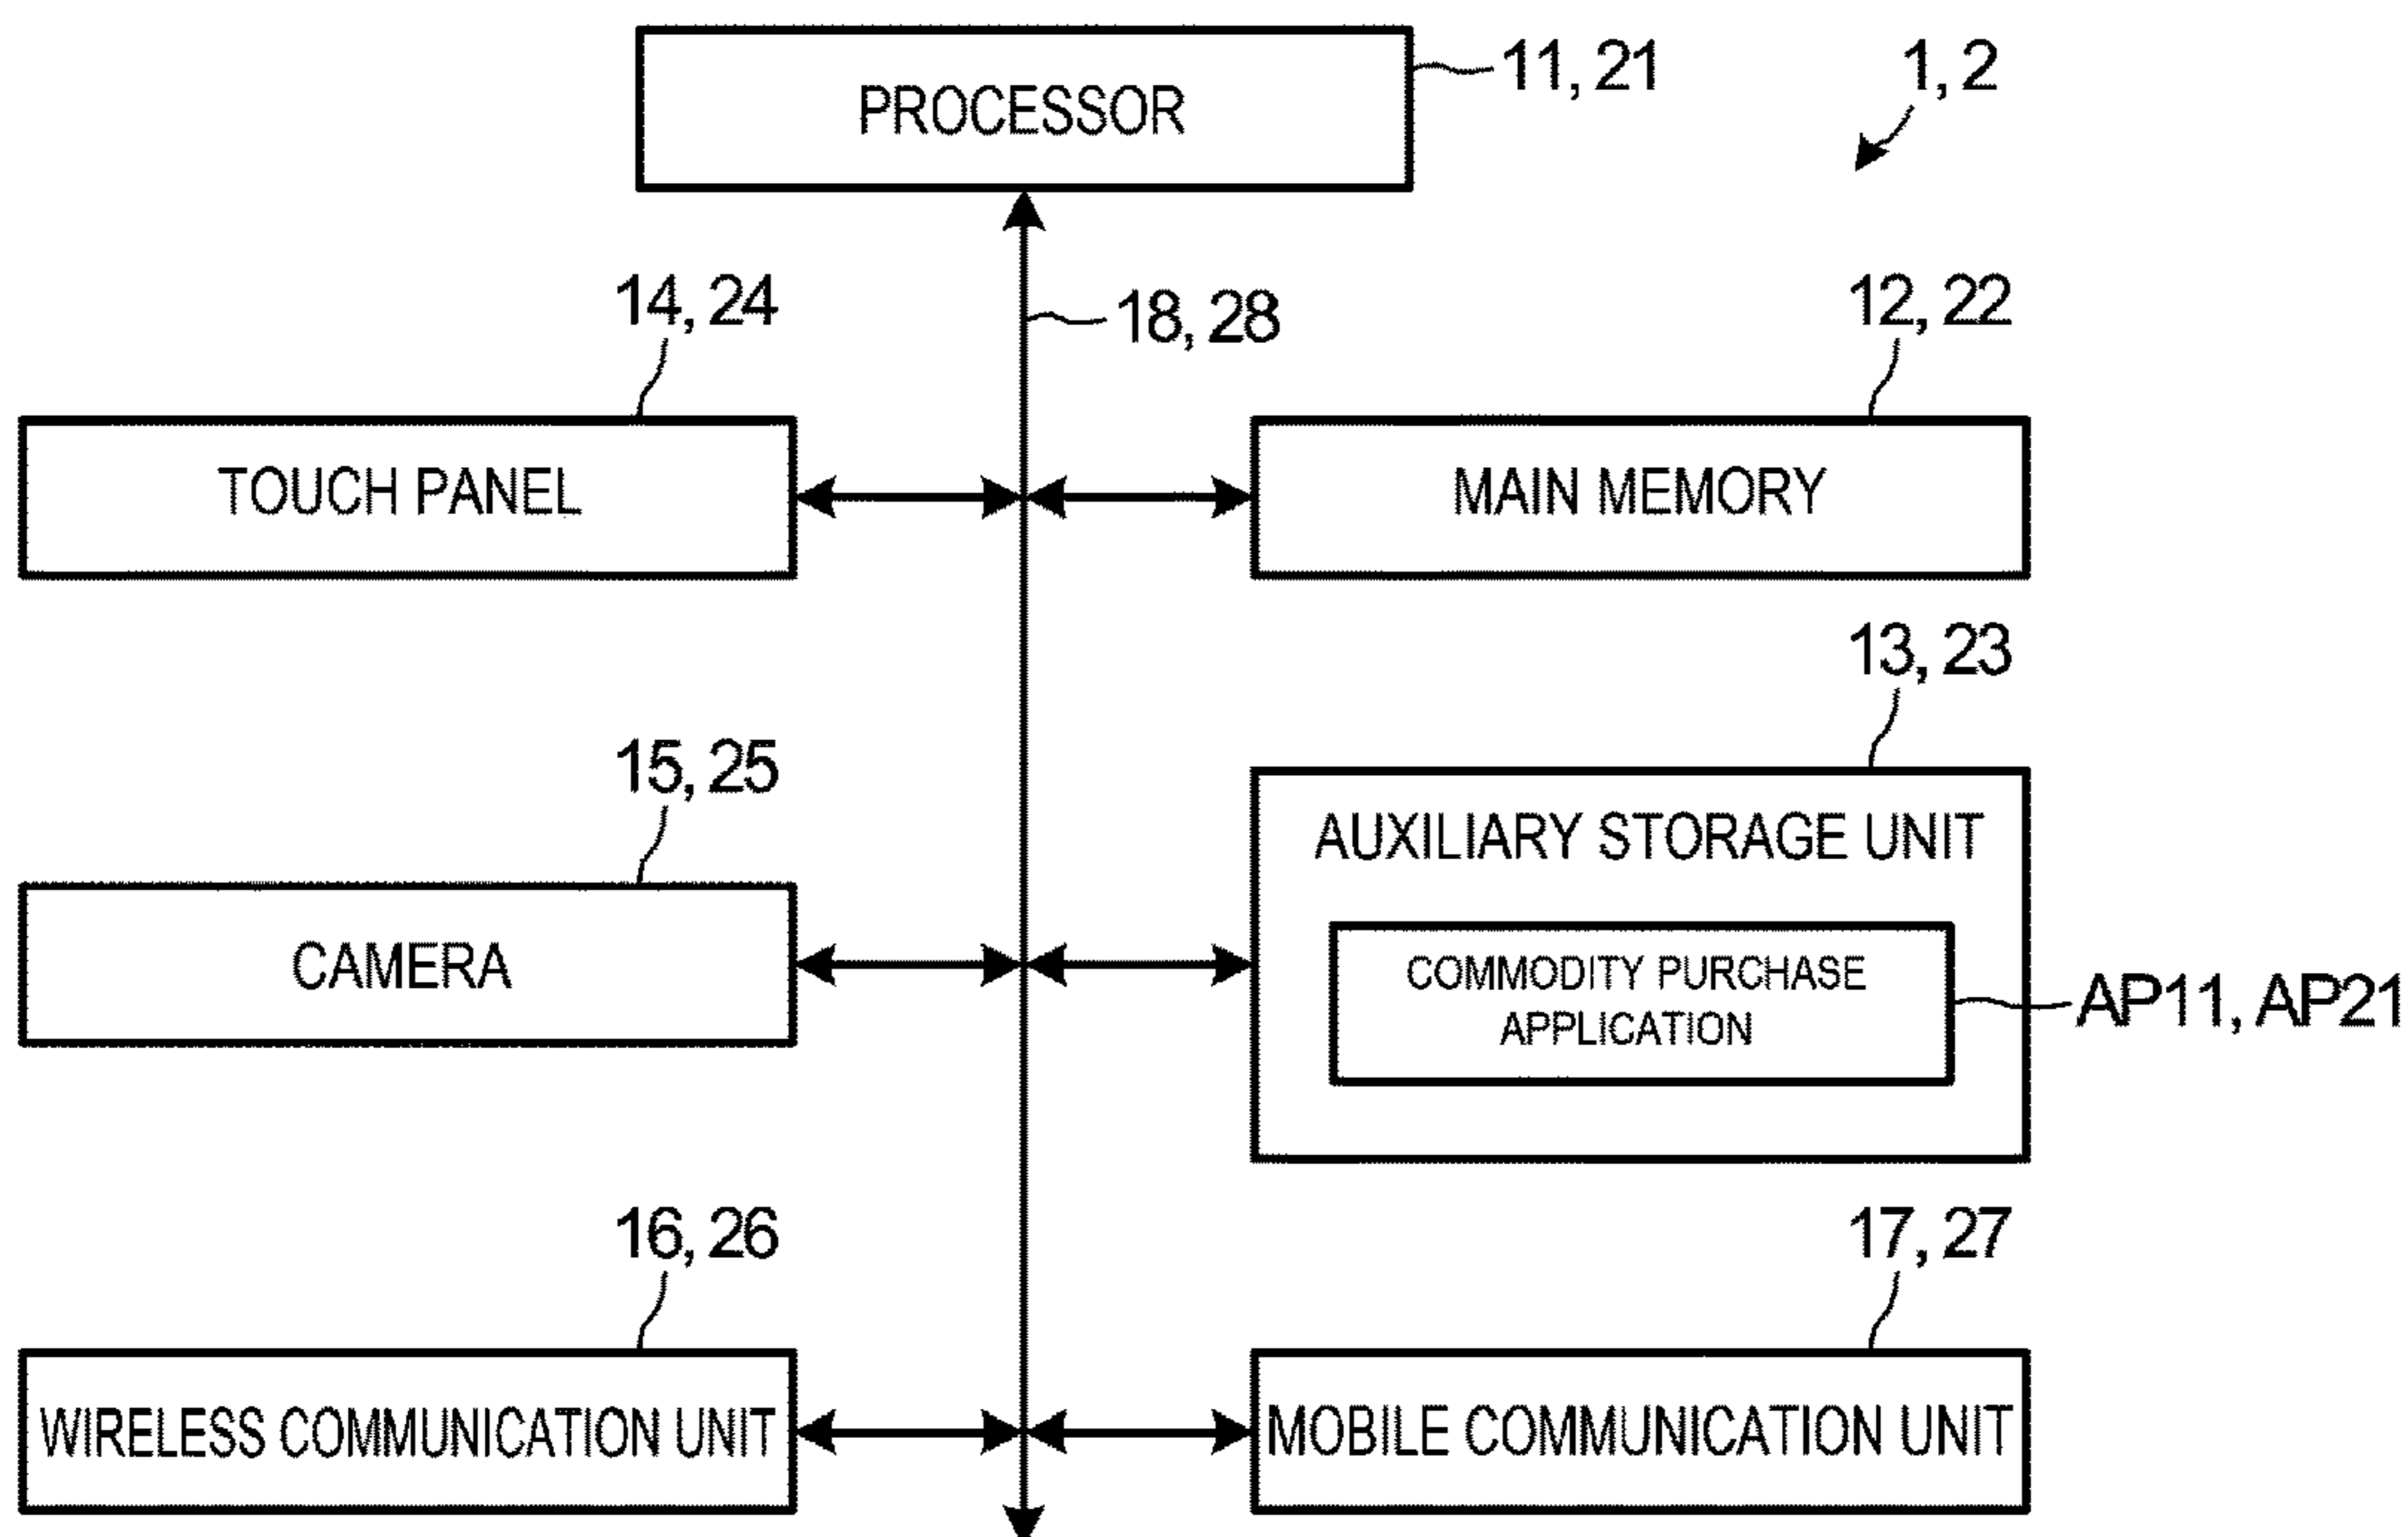 PROCESSOR
11, 21
1, 2
14, 24
18, 28
12, 22
TOUCH PANEL
MAIN MEMORY
13, 23
15, 25
AUXILIARY STORAGE UNIT
CAMERA
COMMODITY PURCHASE
APPLICATION
AP11, AP21
16, 26
17, 27
WIRELESS COMMUNICATION UNIT
MOBILE COMMUNICATION UNIT